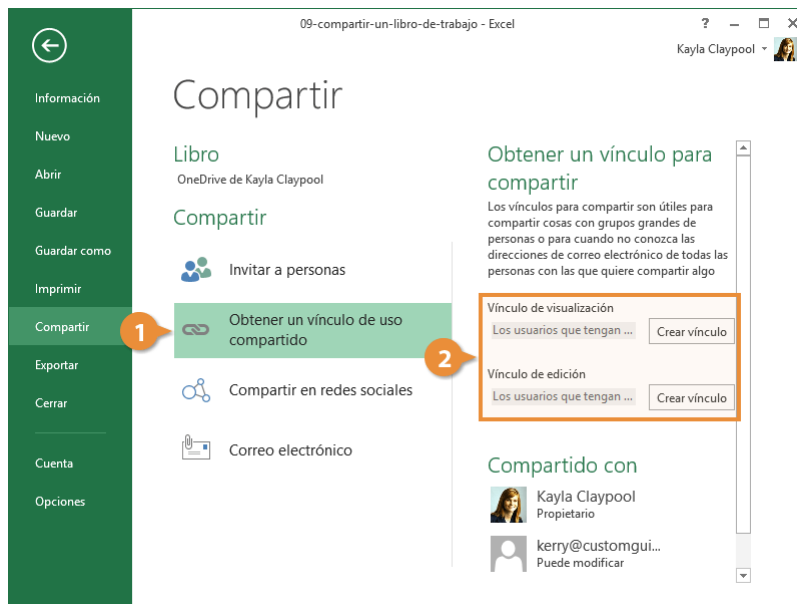 09-compartir-un-libro-de-trabajo - Excel
?
Kayla Claypool
Información
Nuevo
Abrir
Guardar
Guardar como
Imprimir
Compartir
Exportar
Cerrar
Cuenta
Opciones
Compartir
Libro
OneDrive de Kayla Claypool
Compartir
Invitar a personas
1
Obtener un vínculo de uso
compartido
Compartir en redes sociales
Correo electrónico
Obtener un vínculo para
compartir
Los vínculos para compartir son útiles para
compartir cosas con grupos grandes de
personas o para cuando no conozca las
direcciones de correo electrónico de todas las
personas con las que quiere compartir algo
2
Vínculo de visualización
Los usuarios que tengan ... Crear vínculo
Vínculo de edición
Los usuarios que tengan ... Crear vínculo
Compartido con
Kayla Claypool
Propietario
kerry@customgui...
Puede modificar